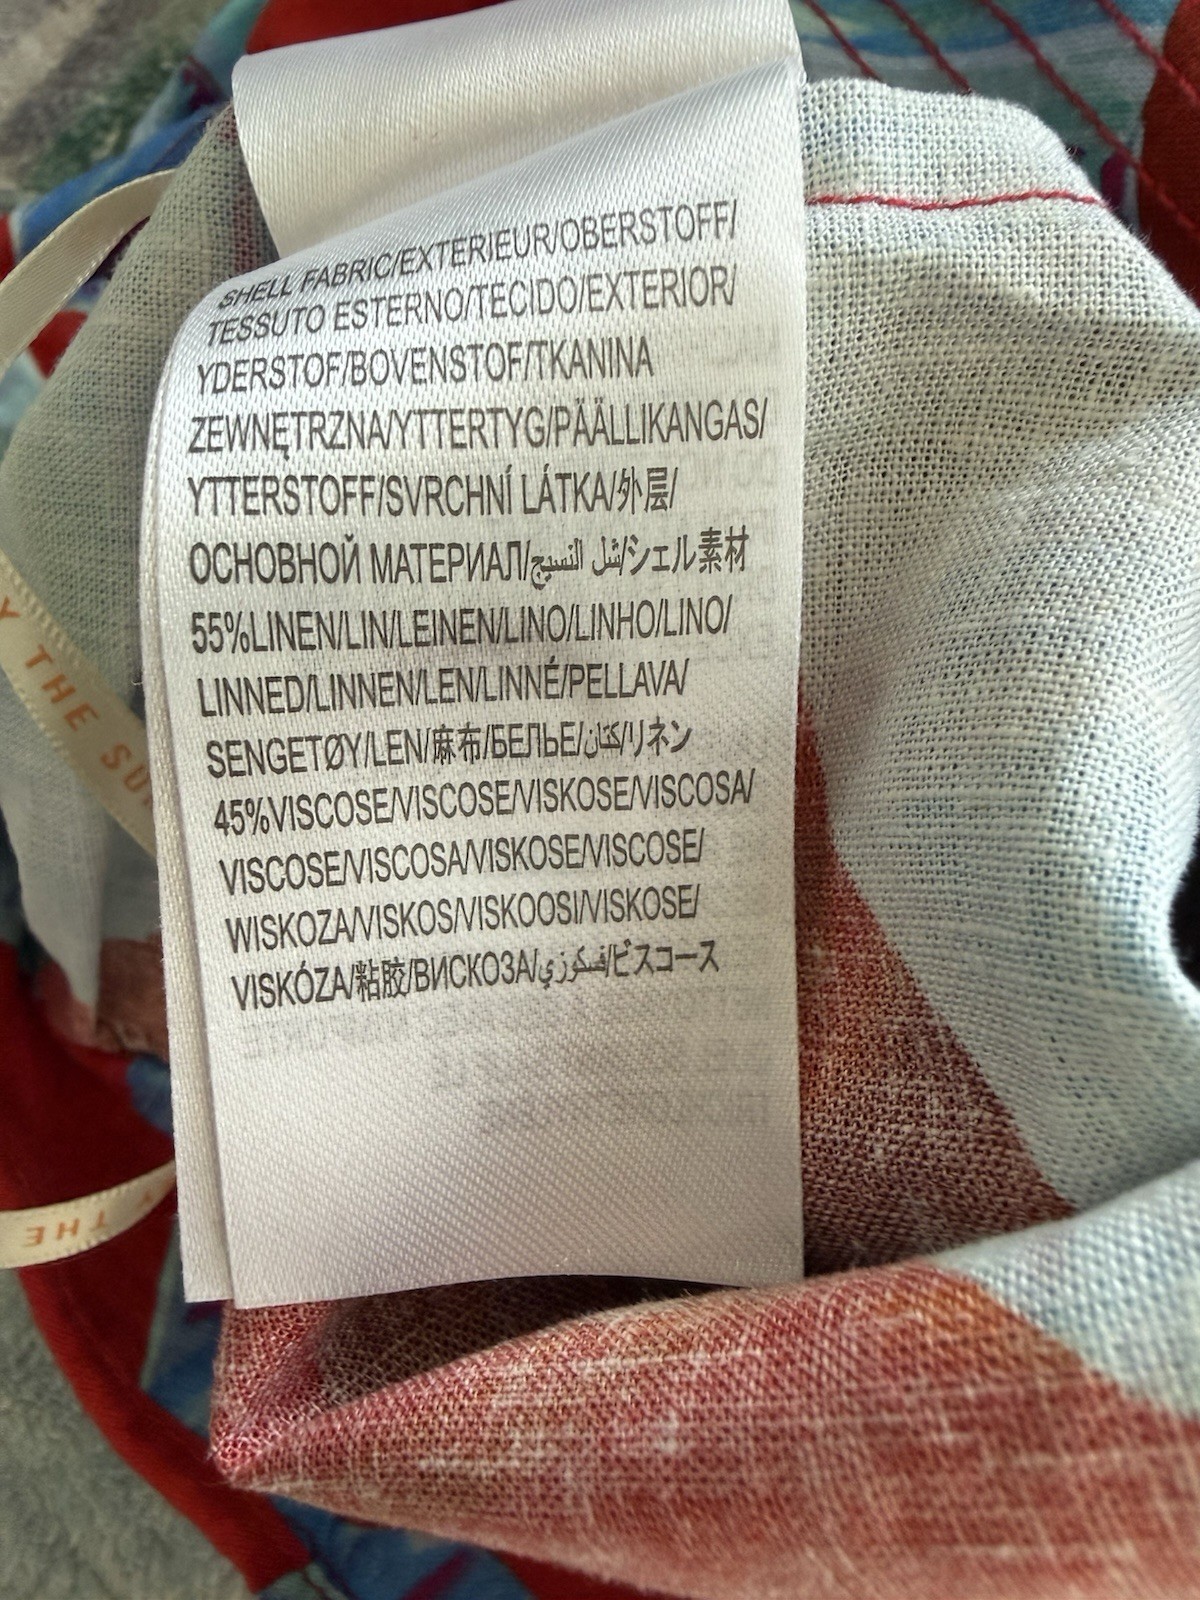 SHELL FABRIC/EXTERIEUR/OBERSTOFF/
TESSUTO ESTERNO/TECIDO/EXTERIOR/
YDERSTOF/BOVENSTOF/TKANINA
ZEWNĘTRZNA/YTTERTYG/PÄÄLLIKANGAS/
YTTERSTOFF/SVRCHNÍ LÁTKA/外层/
ОСНОВНОЙ МАТЕРИАЛ/شل النسيج/シェル素材
55%LINEN/LIN/LEINEN/LINO/LINHO/LINO/
LINNED/LINNEN/LEN/LINNÉ/PELLAVA/
SENGETØY/LEN/麻布/БЕЛЬЕ/كتان/リネン
45%VISCOSE/VISCOSE/VISKOSE/VISCOSA/
VISCOSE/VISCOSA/VISKOSE/VISCOSE/
WISKOZA/VISKOS/VISKOOSI/VISKOSE/
VISKÓZA/粘胶/ВИСКОЗА/فسكوزي/ビスコース
Y THE
Y THE